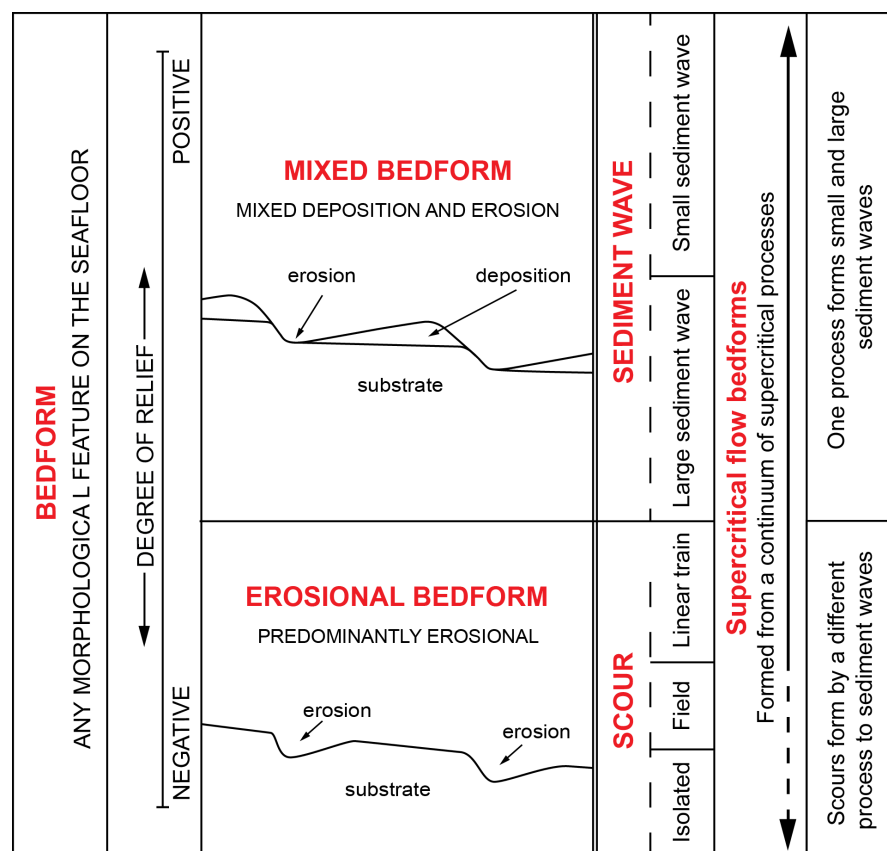 BEDFORM
ANY MORPHOLOGICAL FEATURE ON THE SEAFLOOR
DEGREE OF RELIEF
POSITIVE
NEGATIVE
MIXED BEDFORM
MIXED DEPOSITION AND EROSION
erosion
deposition
substrate
EROSIONAL BEDFORM
PREDOMINANTLY EROSIONAL
erosion
erosion
substrate
SEDIMENT WAVE
Small sediment wave
Large sediment wave
SCOUR
Linear train
Field
Isolated
Supercritical flow bedforms
Formed from a continuum of supercritical processes
One process forms small and large
sediment waves
Scours form by a different
process to sediment waves